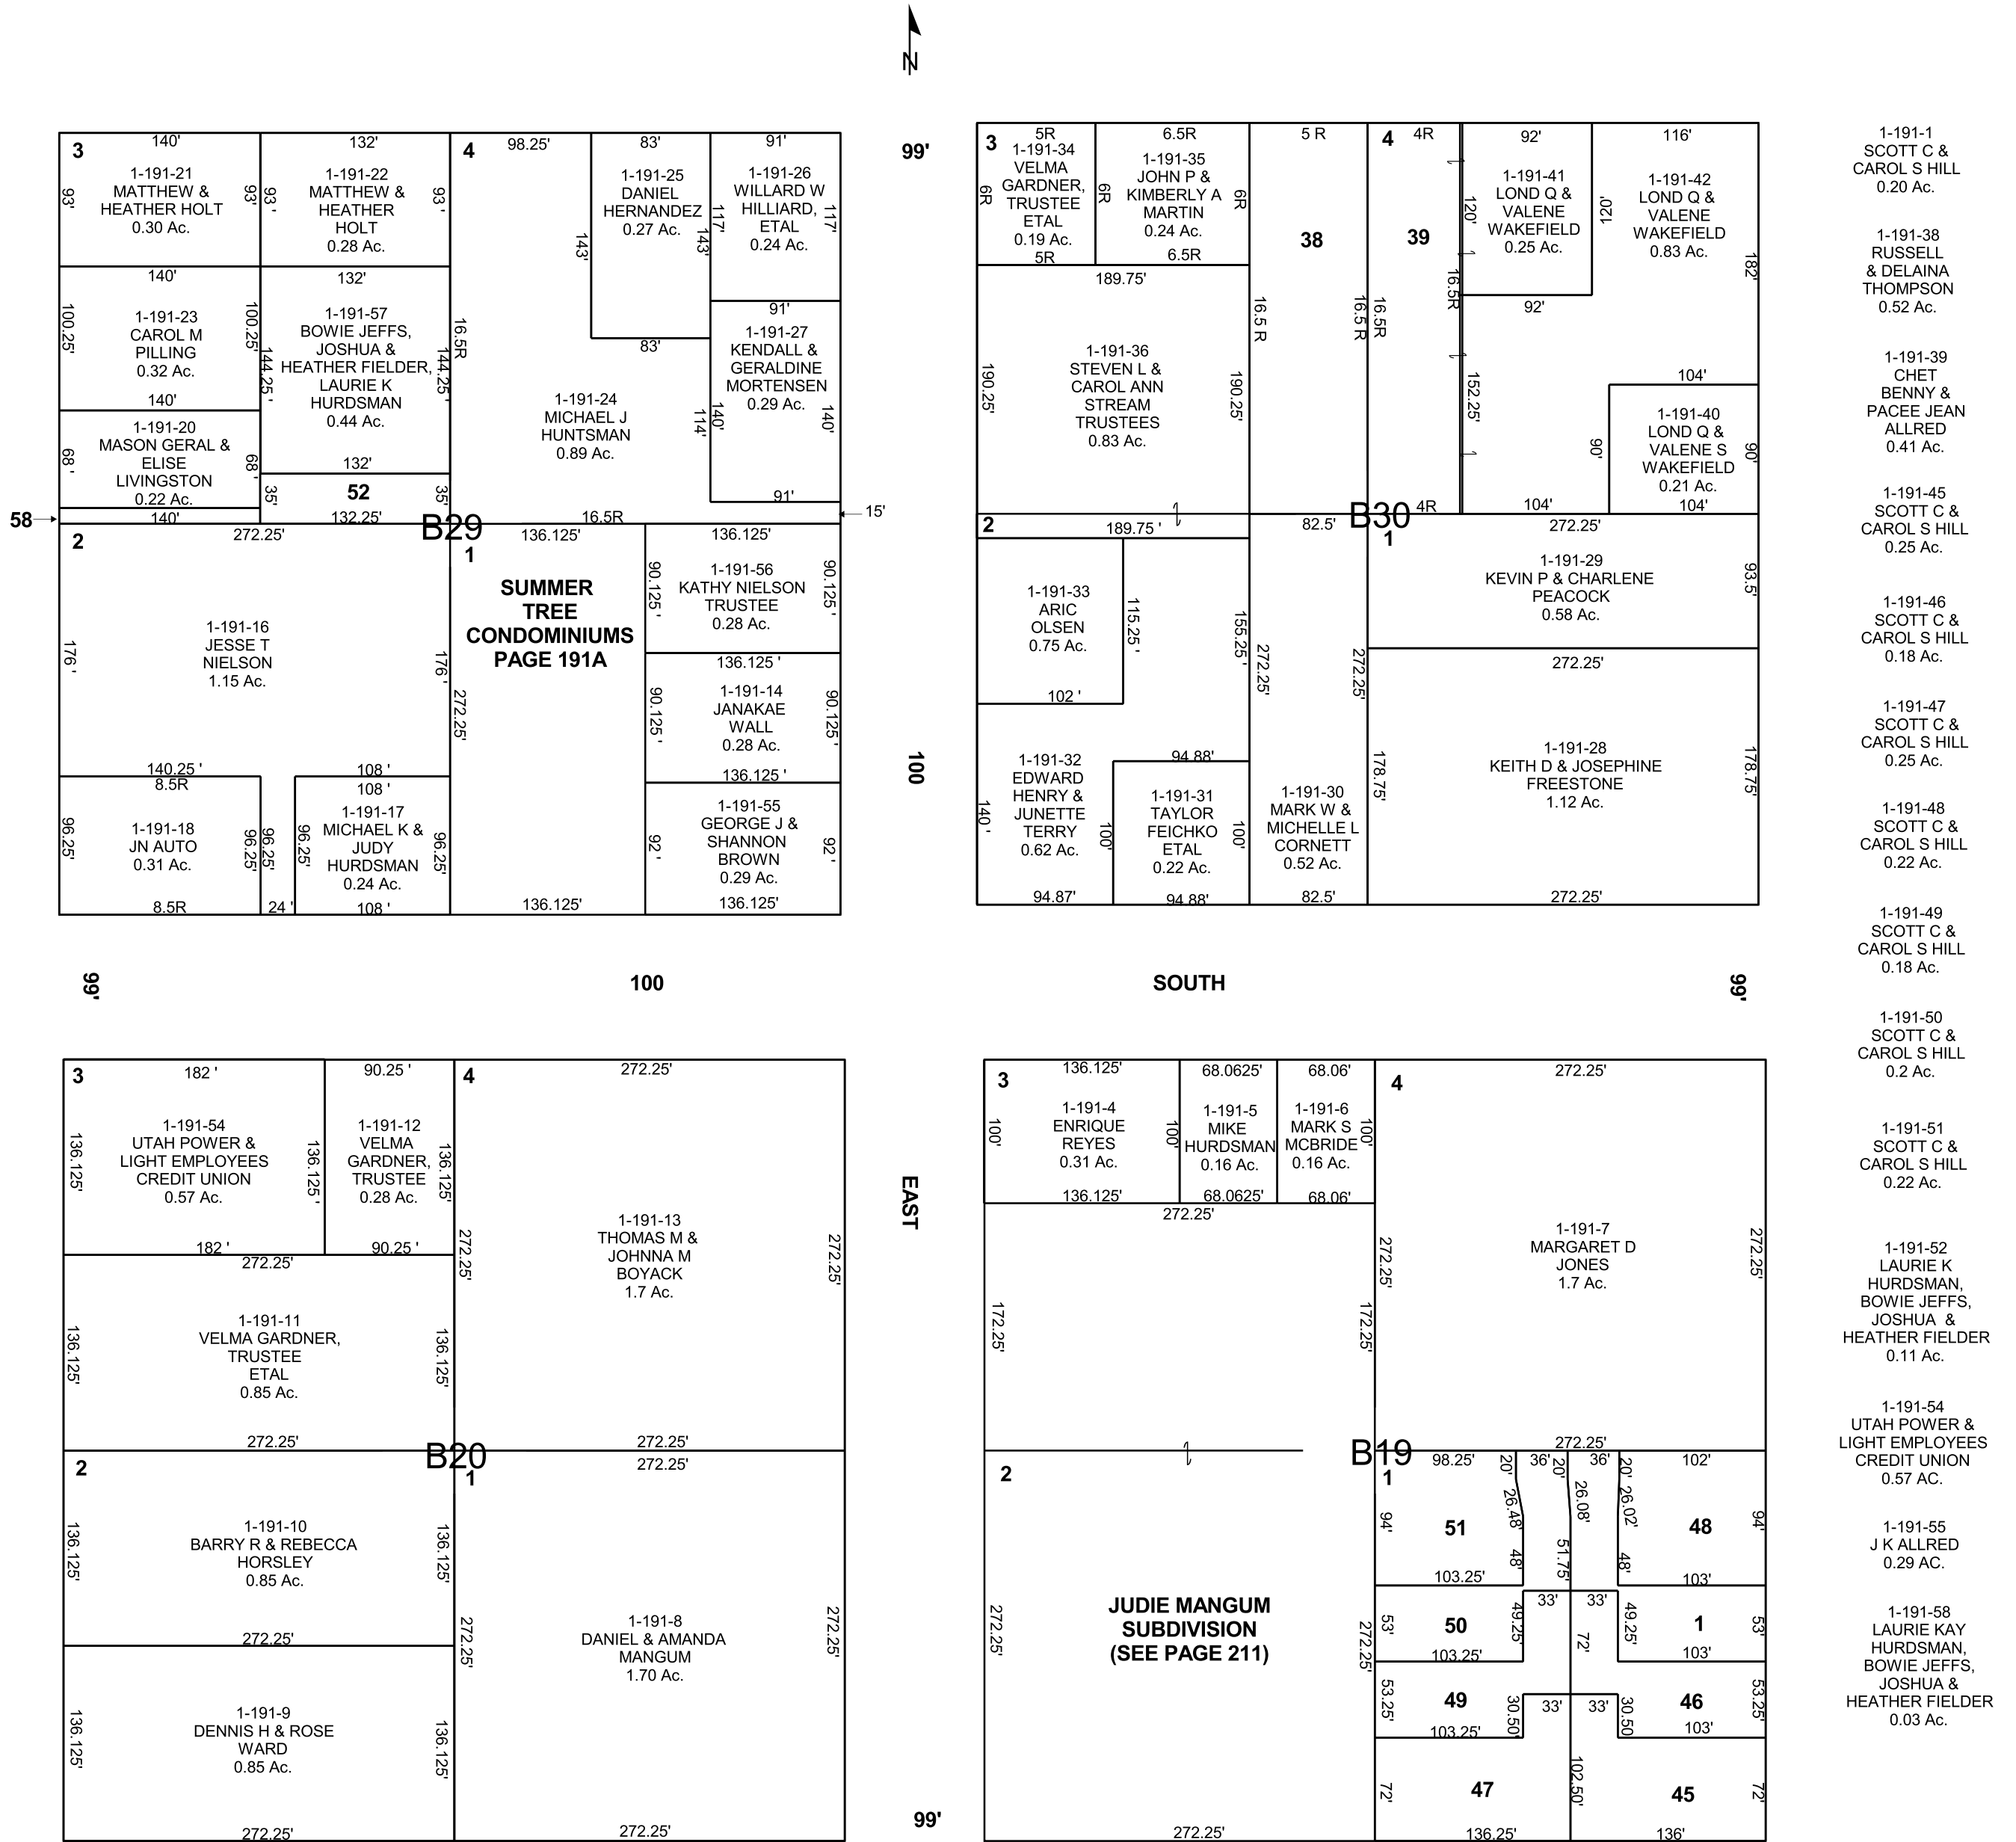 N
3
140'
93'
1-191-21
MATTHEW &
HEATHER HOLT
0.30 Ac.
93'
140'
132'
93 '
1-191-22
MATTHEW &
HEATHER
HOLT
0.28 Ac.
93 '
132'
100.25'
1-191-23
CAROL M
PILLING
0.32 Ac.
100.25'
140'
144.25 '
1-191-57
BOWIE JEFFS,
JOSHUA &
HEATHER FIELDER,
LAURIE K
HURDSMAN
0.44 Ac.
144.25 '
132'
68 '
1-191-20
MASON GERAL &
ELISE
LIVINGSTON
0.22 Ac.
68 '
140'
58
35'
52
35'
132.25'
B29
4
98.25'
16.5R
143'
1-191-24
MICHAEL J
HUNTSMAN
0.89 Ac.
114'
16.5R
83'
1-191-25
DANIEL
HERNANDEZ
0.27 Ac.
143'
83'
91'
117'
1-191-26
WILLARD W
HILLIARD,
ETAL
0.24 Ac.
117'
91'
1-191-27
KENDALL &
GERALDINE
MORTENSEN
0.29 Ac.
140'
140'
91'
15'
2
272.25'
176 '
1-191-16
JESSE T
NIELSON
1.15 Ac.
176 '
140.25 '
108 '
8.5R
96.25'
1-191-18
JN AUTO
0.31 Ac.
96.25'
8.5R
96.25'
24 '
108 '
96.25'
1-191-17
MICHAEL K &
JUDY
HURDSMAN
0.24 Ac.
96.25'
108 '
1
136.125'
272.25'
SUMMER
TREE
CONDOMINIUMS
PAGE 191A
136.125'
136.125'
90.125 '
1-191-56
KATHY NIELSON
TRUSTEE
0.28 Ac.
90.125 '
136.125 '
90.125 '
1-191-14
JANAKAE
WALL
0.28 Ac.
90.125 '
136.125 '
92 '
1-191-55
GEORGE J &
SHANNON
BROWN
0.29 Ac.
92 '
136.125'
99'
100
EAST
99'
3
5R
6R
1-191-34
VELMA
GARDNER,
TRUSTEE
ETAL
0.19 Ac.
5R
6.5R
6R
1-191-35
JOHN P &
KIMBERLY A
MARTIN
0.24 Ac.
6R
6.5R
189.75'
190.25'
1-191-36
STEVEN L &
CAROL ANN
STREAM
TRUSTEES
0.83 Ac.
190.25'
5 R
38
16.5 R
16.5 R
4
4R
39
16.5R
16.5R
4R
92'
120'
1-191-41
LOND Q &
VALENE
WAKEFIELD
0.25 Ac.
120'
92'
116'
1-191-42
LOND Q &
VALENE
WAKEFIELD
0.83 Ac.
182'
152.25'
104'
104'
90'
1-191-40
LOND Q &
VALENE S
WAKEFIELD
0.21 Ac.
90'
104'
B30
2
189.75 '
1-191-33
ARIC
OLSEN
0.75 Ac.
115.25 '
155.25 '
102 '
140 '
1-191-32
EDWARD
HENRY &
JUNETTE
TERRY
0.62 Ac.
94.87'
94.88'
100'
1-191-31
TAYLOR
FEICHKO
ETAL
0.22 Ac.
100'
94.88'
82.5'
272.25'
272.25'
1-191-30
MARK W &
MICHELLE L
CORNETT
0.52 Ac.
82.5'
1
272.25'
1-191-29
KEVIN P & CHARLENE
PEACOCK
0.58 Ac.
93.5'
272.25'
178.75'
1-191-28
KEITH D & JOSEPHINE
FREESTONE
1.12 Ac.
178.75'
272.25'
99'
100
SOUTH
99'
3
182 '
136.125'
1-191-54
UTAH POWER &
LIGHT EMPLOYEES
CREDIT UNION
0.57 Ac.
136.125 '
182 '
90.25 '
1-191-12
VELMA
GARDNER,
TRUSTEE
0.28 Ac.
136.125'
90.25 '
272.25'
136.125'
1-191-11
VELMA GARDNER,
TRUSTEE
ETAL
0.85 Ac.
136.125'
272.25'
4
272.25'
272.25'
1-191-13
THOMAS M &
JOHNNA M
BOYACK
1.7 Ac.
272.25'
272.25'
B20
2
136.125'
1-191-10
BARRY R & REBECCA
HORSLEY
0.85 Ac.
136.125'
272.25'
136.125'
1-191-9
DENNIS H & ROSE
WARD
0.85 Ac.
136.125'
272.25'
1
272.25'
272.25'
1-191-8
DANIEL & AMANDA
MANGUM
1.70 Ac.
272.25'
272.25'
3
136.125'
100'
1-191-4
ENRIQUE
REYES
0.31 Ac.
100'
136.125'
68.0625'
1-191-5
MIKE
HURDSMAN
0.16 Ac.
68.0625'
68.06'
1-191-6
MARK S
MCBRIDE
0.16 Ac.
100'
68.06'
272.25'
172.25'
172.25'
4
272.25'
272.25'
1-191-7
MARGARET D
JONES
1.7 Ac.
272.25'
272.25'
B19
2
272.25'
JUDIE MANGUM
SUBDIVISION
(SEE PAGE 211)
272.25'
272.25'
1
98.25'
20'
36'
20'
36'
20'
102'
94'
51
26.48'
48'
26.08'
51.75'
26.02'
48'
48
94'
103.25'
103'
53'
50
49.25'
33'
33'
72'
49.25'
1
53'
103.25'
103'
53.25'
49
30.50'
33'
33'
30.50
46
53.25'
103.25'
103'
72'
47
102.50'
45
72'
136.25'
136'
1-191-1
SCOTT C &
CAROL S HILL
0.20 Ac.
1-191-38
RUSSELL
& DELAINA
THOMPSON
0.52 Ac.
1-191-39
CHET
BENNY &
PACEE JEAN
ALLRED
0.41 Ac.
1-191-45
SCOTT C &
CAROL S HILL
0.25 Ac.
1-191-46
SCOTT C &
CAROL S HILL
0.18 Ac.
1-191-47
SCOTT C &
CAROL S HILL
0.25 Ac.
1-191-48
SCOTT C &
CAROL S HILL
0.22 Ac.
1-191-49
SCOTT C &
CAROL S HILL
0.18 Ac.
1-191-50
SCOTT C &
CAROL S HILL
0.2 Ac.
1-191-51
SCOTT C &
CAROL S HILL
0.22 Ac.
1-191-52
LAURIE K
HURDSMAN,
BOWIE JEFFS,
JOSHUA &
HEATHER FIELDER
0.11 Ac.
1-191-54
UTAH POWER &
LIGHT EMPLOYEES
CREDIT UNION
0.57 AC.
1-191-55
J K ALLRED
0.29 AC.
1-191-58
LAURIE KAY
HURDSMAN,
BOWIE JEFFS,
JOSHUA &
HEATHER FIELDER
0.03 Ac.